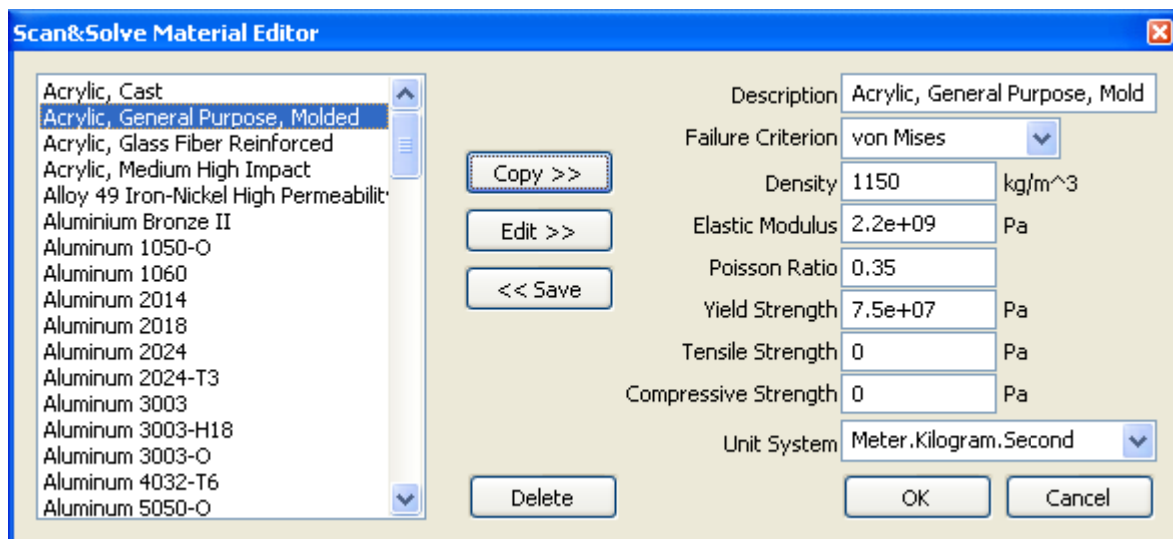 Scan&Solve Material Editor
Acrylic, Cast
Acrylic, General Purpose, Molded
Acrylic, Glass Fiber Reinforced
Acrylic, Medium High Impact
Alloy 49 Iron-Nickel High Permeability
Aluminium Bronze II
Aluminum 1050-O
Aluminum 1060
Aluminum 2014
Aluminum 2018
Aluminum 2024
Aluminum 2024-T3
Aluminum 3003
Aluminum 3003-H18
Aluminum 3003-O
Aluminum 4032-T6
Aluminum 5050-O
Copy >>
Edit >>
<< Save
Delete
Description Acrylic, General Purpose, Mold
Failure Criterion von Mises
Density 1150 kg/m^3
Elastic Modulus 2.2e+09 Pa
Poisson Ratio 0.35
Yield Strength 7.5e+07 Pa
Tensile Strength 0 Pa
Compressive Strength 0 Pa
Unit System Meter.Kilogram.Second
OK Cancel